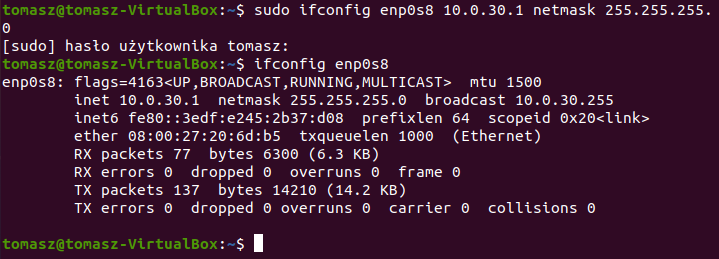 tomasz@tomasz-VirtualBox:~$ sudo ifconfig enp0s8 10.0.30.1 netmask 255.255.255.
0
[sudo] hasło użytkownika tomasz:
tomasz@tomasz-VirtualBox:~$ ifconfig enp0s8
enp0s8: flags=4163<UP,BROADCAST,RUNNING,MULTICAST>  mtu 1500
        inet 10.0.30.1  netmask 255.255.255.0  broadcast 10.0.30.255
        inet6 fe80::3edf:e245:2b37:d08  prefixlen 64  scopeid 0x20<link>
        ether 08:00:27:20:6d:b5  txqueuelen 1000  (Ethernet)
        RX packets 77  bytes 6300 (6.3 KB)
        RX errors 0  dropped 0  overruns 0  frame 0
        TX packets 137  bytes 14210 (14.2 KB)
        TX errors 0  dropped 0 overruns 0  carrier 0  collisions 0

tomasz@tomasz-VirtualBox:~$